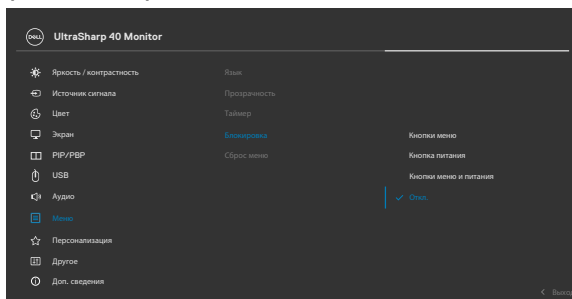 DELL UltraSharp 40 Monitor
Яркость / контрастность
Язык
Источник сигнала
Прозрачность
Цвет
Таймер
Экран
Блокировка
Кнопки меню
PIP/PBP
Сброс меню
Кнопка питания
USB
Кнопки меню и питания
Аудио
Откл.
Меню
Персонализация
Другое
Доп. сведения
Выход